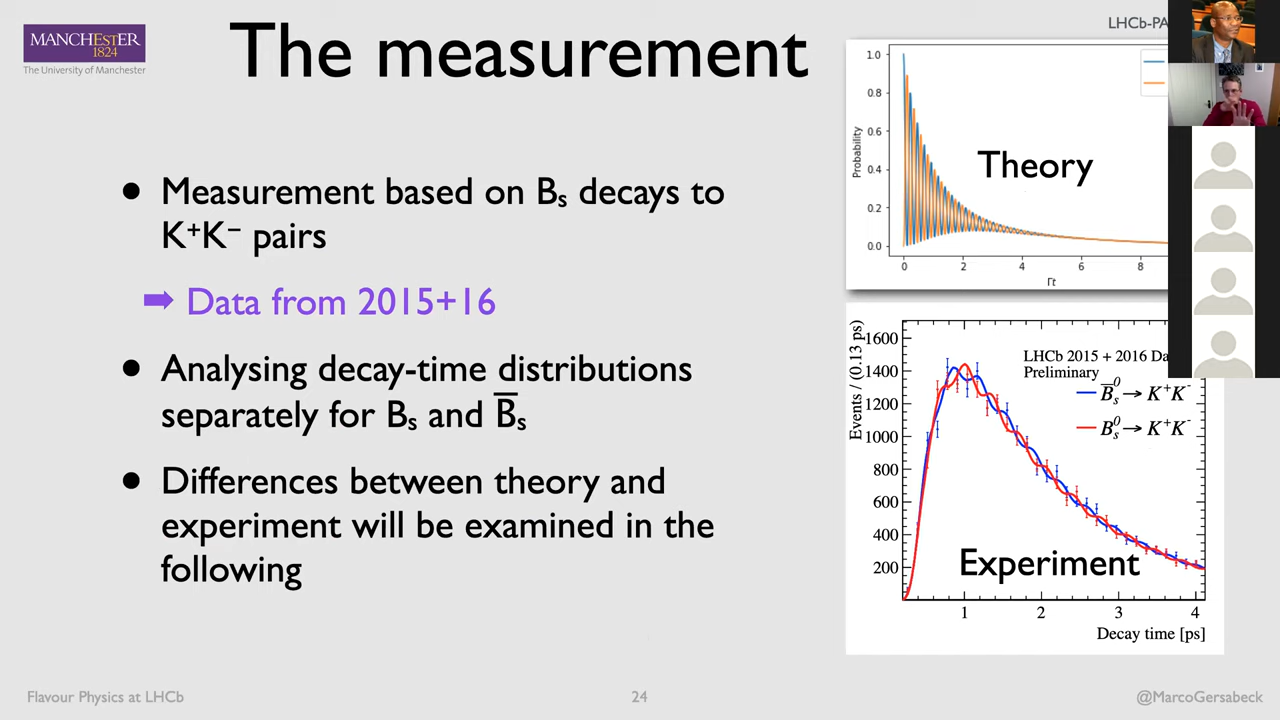 MANCHESTER
1824
The University of Manchester
The measurement
LHCb-PA
● Measurement based on Bₛ decays to
K⁺K⁻ pairs
➡ Data from 2015+16
● Analysing decay-time distributions
separately for Bₛ and B̅ₛ
● Differences between theory and
experiment will be examined in the
following
1.0
0.8
0.6
0.4
0.2
0.0
Probability
Theory
0 2 4 6 8
Γt
Events / (0.13 ps)
1600
1400
1200
1000
800
600
400
200
LHCb 2015 + 2016 Da
Preliminary
B̅⁰ₛ → K⁺K⁻
B⁰ₛ → K⁺K⁻
Experiment
1 2 3 4
Decay time [ps]
Flavour Physics at LHCb
24
@MarcoGersabeck